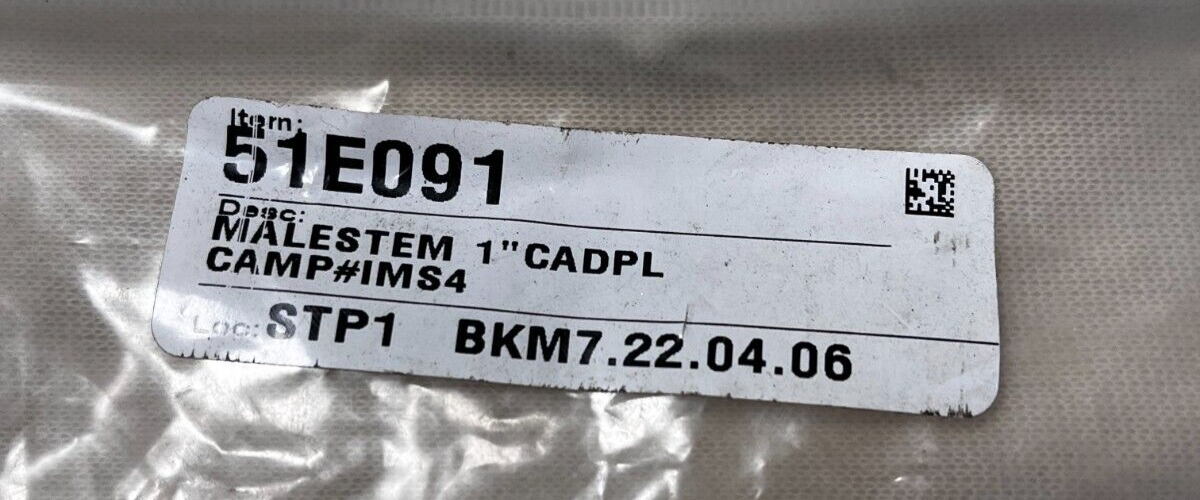 Item:
51E091
Desc:
MALESTEM 1"CADPL
CAMP#IMS4
Loc: STP1 BKM7.22.04.06